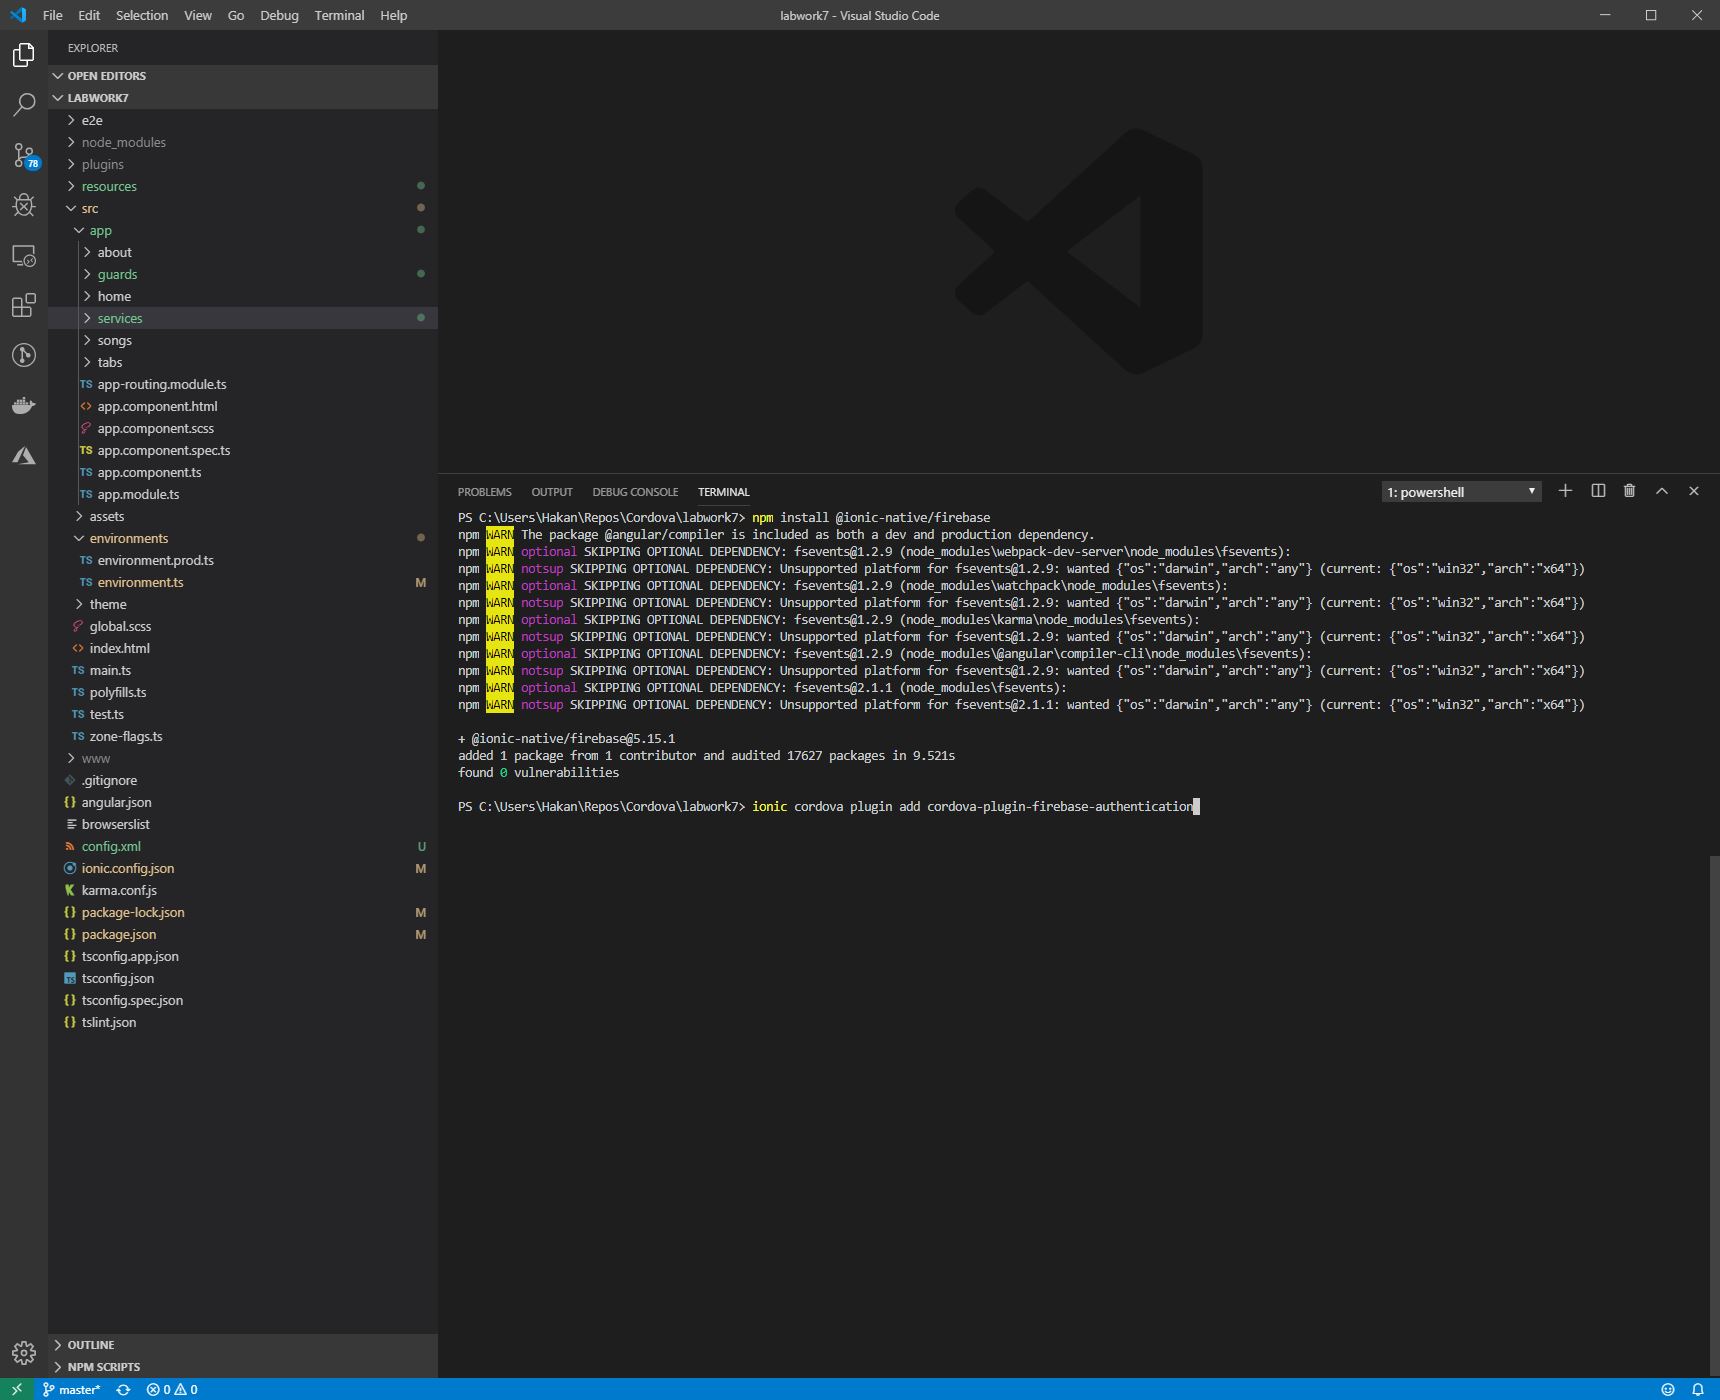 File Edit Selection View Go Debug Terminal Help
labwork7 - Visual Studio Code
EXPLORER
OPEN EDITORS
LABWORK7
e2e
node_modules
plugins
resources
src
app
about
guards
home
services
songs
tabs
TS app-routing.module.ts
<> app.component.html
app.component.scss
TS app.component.spec.ts
TS app.component.ts
TS app.module.ts
assets
environments
TS environment.prod.ts
TS environment.ts M
theme
global.scss
<> index.html
TS main.ts
TS polyfills.ts
TS test.ts
TS zone-flags.ts
www
.gitignore
{} angular.json
browserslist
config.xml U
ionic.config.json M
K karma.conf.js
{} package-lock.json M
{} package.json M
{} tsconfig.app.json
TS tsconfig.json
{} tsconfig.spec.json
{} tslint.json
OUTLINE
NPM SCRIPTS
78
PROBLEMS OUTPUT DEBUG CONSOLE TERMINAL
1: powershell
PS C:\Users\Hakan\Repos\Cordova\labwork7> npm install @ionic-native/firebase
npm WARN The package @angular/compiler is included as both a dev and production dependency.
npm WARN optional SKIPPING OPTIONAL DEPENDENCY: fsevents@1.2.9 (node_modules\webpack-dev-server\node_modules\fsevents):
npm WARN notsup SKIPPING OPTIONAL DEPENDENCY: Unsupported platform for fsevents@1.2.9: wanted {"os":"darwin","arch":"any"} (current: {"os":"win32","arch":"x64"})
npm WARN optional SKIPPING OPTIONAL DEPENDENCY: fsevents@1.2.9 (node_modules\watchpack\node_modules\fsevents):
npm WARN notsup SKIPPING OPTIONAL DEPENDENCY: Unsupported platform for fsevents@1.2.9: wanted {"os":"darwin","arch":"any"} (current: {"os":"win32","arch":"x64"})
npm WARN optional SKIPPING OPTIONAL DEPENDENCY: fsevents@1.2.9 (node_modules\karma\node_modules\fsevents):
npm WARN notsup SKIPPING OPTIONAL DEPENDENCY: Unsupported platform for fsevents@1.2.9: wanted {"os":"darwin","arch":"any"} (current: {"os":"win32","arch":"x64"})
npm WARN optional SKIPPING OPTIONAL DEPENDENCY: fsevents@1.2.9 (node_modules\@angular\compiler-cli\node_modules\fsevents):
npm WARN notsup SKIPPING OPTIONAL DEPENDENCY: Unsupported platform for fsevents@1.2.9: wanted {"os":"darwin","arch":"any"} (current: {"os":"win32","arch":"x64"})
npm WARN optional SKIPPING OPTIONAL DEPENDENCY: fsevents@2.1.1 (node_modules\fsevents):
npm WARN notsup SKIPPING OPTIONAL DEPENDENCY: Unsupported platform for fsevents@2.1.1: wanted {"os":"darwin","arch":"any"} (current: {"os":"win32","arch":"x64"})
+ @ionic-native/firebase@5.15.1
added 1 package from 1 contributor and audited 17627 packages in 9.521s
found 0 vulnerabilities
PS C:\Users\Hakan\Repos\Cordova\labwork7> ionic cordova plugin add cordova-plugin-firebase-authentication
master* 0 0